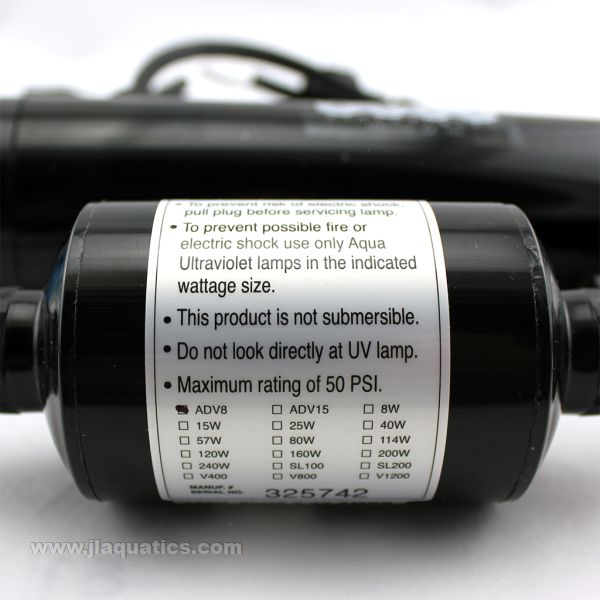 • To prevent risk of electric shock,
pull plug before servicing lamp.
• To prevent possible fire or
electric shock use only Aqua
Ultraviolet lamps in the indicated
wattage size.
• This product is not submersible.
• Do not look directly at UV lamp.
• Maximum rating of 50 PSI.
ADV8 ADV15 8W
15W 25W 40W
57W 80W 114W
120W 160W 200W
240W SL100 SL200
V400 V800 V1200
MANUF. #
SERIAL NO. 325742
www.jlaquatics.com